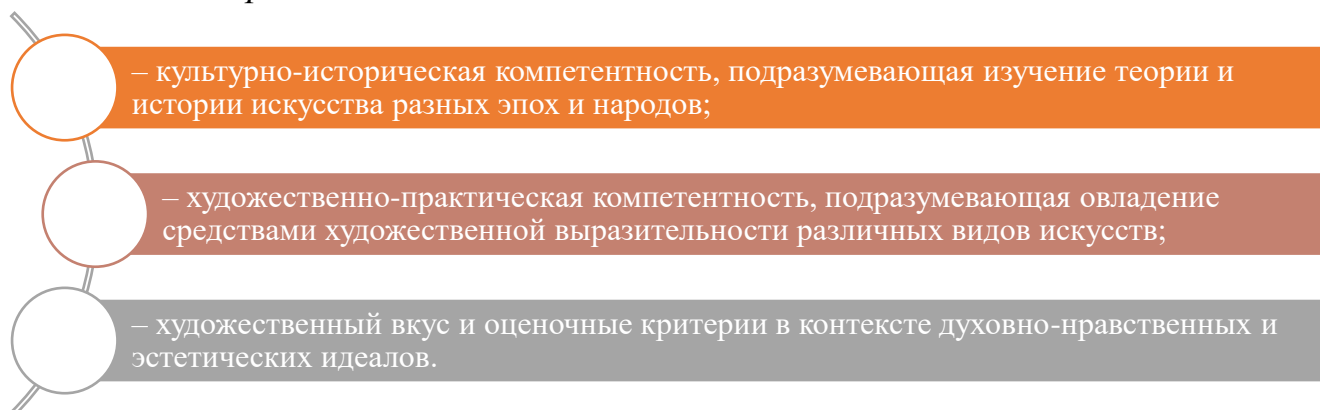 – культурно-историческая компетентность, подразумевающая изучение теории и
истории искусства разных эпох и народов;
– художественно-практическая компетентность, подразумевающая овладение
средствами художественной выразительности различных видов искусств;
– художественный вкус и оценочные критерии в контексте духовно-нравственных и
эстетических идеалов.